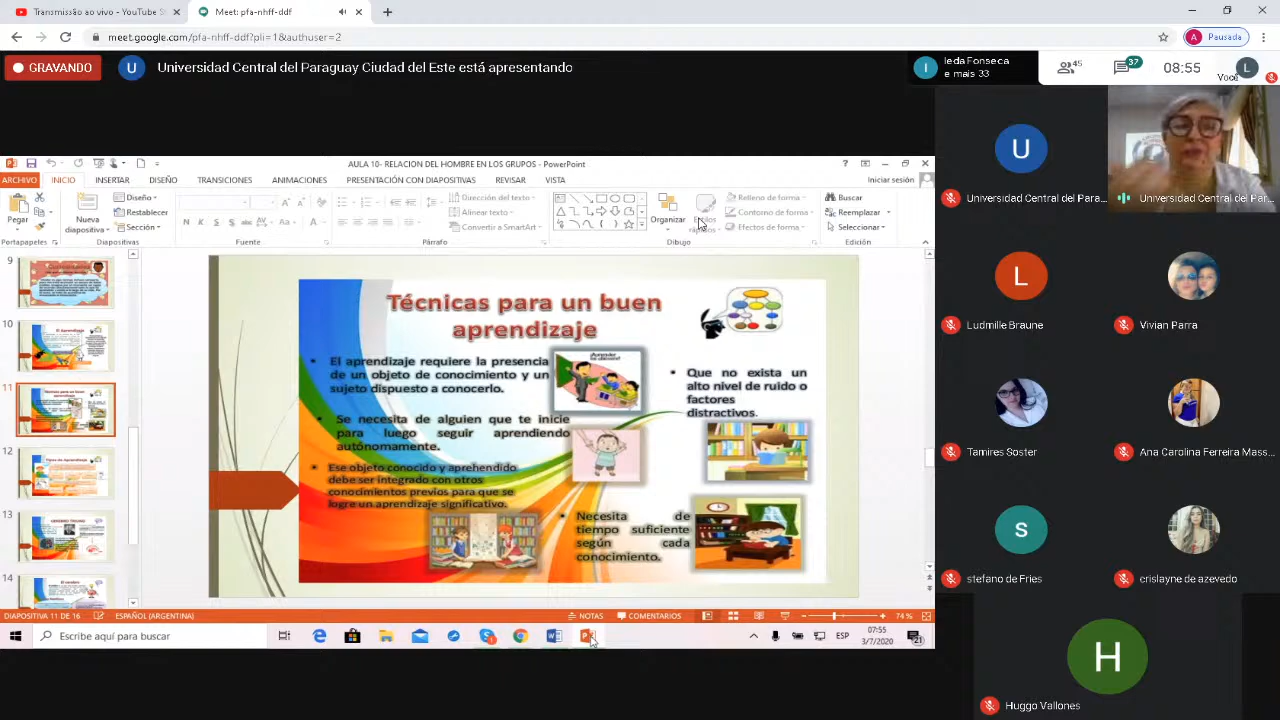 Transmissão ao vivo - YouTube S
Meet: pfa-nhff-ddf
meet.google.com/pfa-nhff-ddf?pli=1&authuser=2
A Pausada
GRAVANDO
U Universidad Central del Paraguay Ciudad del Este está apresentando
I Ieda Fonseca
e mais 33
45
37
08:55
Você
L
AULA 10- RELACION DEL HOMBRE EN LOS GRUPOS - PowerPoint
ARCHIVO INICIO INSERTAR DISEÑO TRANSICIONES ANIMACIONES PRESENTACIÓN CON DIAPOSITIVAS REVISAR VISTA Iniciar sesión
Pegar
Nueva
diapositiva
Diseño
Restablecer
Sección
Dirección del texto
Alinear texto
Convertir a SmartArt
Organizar
Relleno de forma
Contorno de forma
Efectos de forma
Buscar
Reemplazar
Seleccionar
Portapapeles Diapositivas Fuente Párrafo Dibujo Edición
9
10
11
12
13
14
Técnicas para un buen
aprendizaje
• El aprendizaje requiere la presencia
de un objeto de conocimiento y un
sujeto dispuesto a conocerlo.
• Se necesita de alguien que te inicie
para luego seguir aprendiendo
autónomamente.
• Ese objeto conocido y aprehendido
debe ser integrado con otros
conocimientos previos para que se
logre un aprendizaje significativo.
• Que no exista un
alto nivel de ruido o
factores
distractivos.
• Necesita de
tiempo suficiente
según cada
conocimiento.
DIAPOSITIVA 11 DE 16 ESPAÑOL (ARGENTINA) NOTAS COMENTARIOS 74 %
Escribe aquí para buscar
ESP
07:55
3/7/2020
21
U
Universidad Central del Para...
Universidad Central del Par...
L
Ludmille Braune
Vivian Parra
Tamires Soster
Ana Carolina Ferreira Mass...
S
stefano de Fries
crislayne de azevedo
H
Huggo Vallones